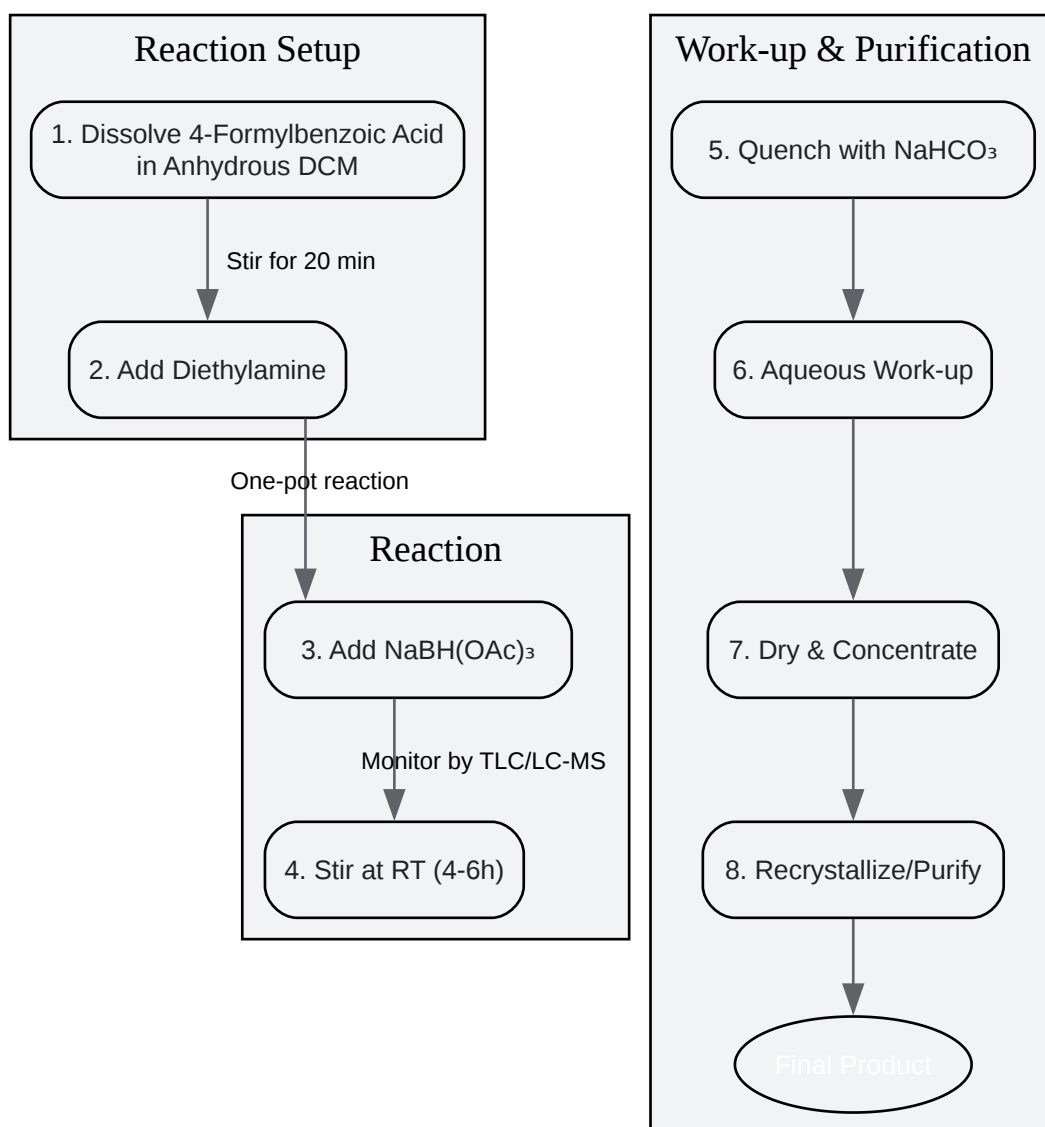 Reaction Setup
1. Dissolve 4-Formylbenzoic Acid
in Anhydrous DCM
Stir for 20 min
2. Add Diethylamine
One-pot reaction
Reaction
3. Add NaBH(OAc)₃
Monitor by TLC/LC-MS
4. Stir at RT (4-6h)
Work-up & Purification
5. Quench with NaHCO₃
6. Aqueous Work-up
7. Dry & Concentrate
8. Recrystallize/Purify
Final Product